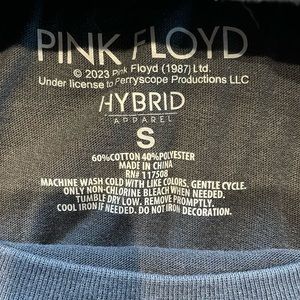 PINK FLOYD
© 2023 Pink Floyd (1987) Ltd.
Under license to Perryscope Productions LLC
HYBRID
APPAREL
S
60%COTTON 40%POLYESTER
MADE IN CHINA
RN# 117508
MACHINE WASH COLD WITH LIKE COLORS. GENTLE CYCLE.
ONLY NON-CHLORINE BLEACH WHEN NEEDED.
TUMBLE DRY LOW. REMOVE PROMPTLY.
COOL IRON IF NEEDED. DO NOT IRON DECORATION.